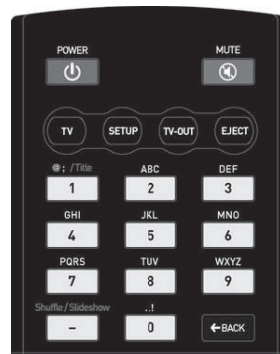 POWER MUTE
TV SETUP TV-OUT EJECT
@ ; / Title ABC DEF
1 2 3
GHI JKL MNO
4 5 6
PQRS TUV WXYZ
7 8 9
Shuffle / Slideshow ..!
– 0 ←BACK